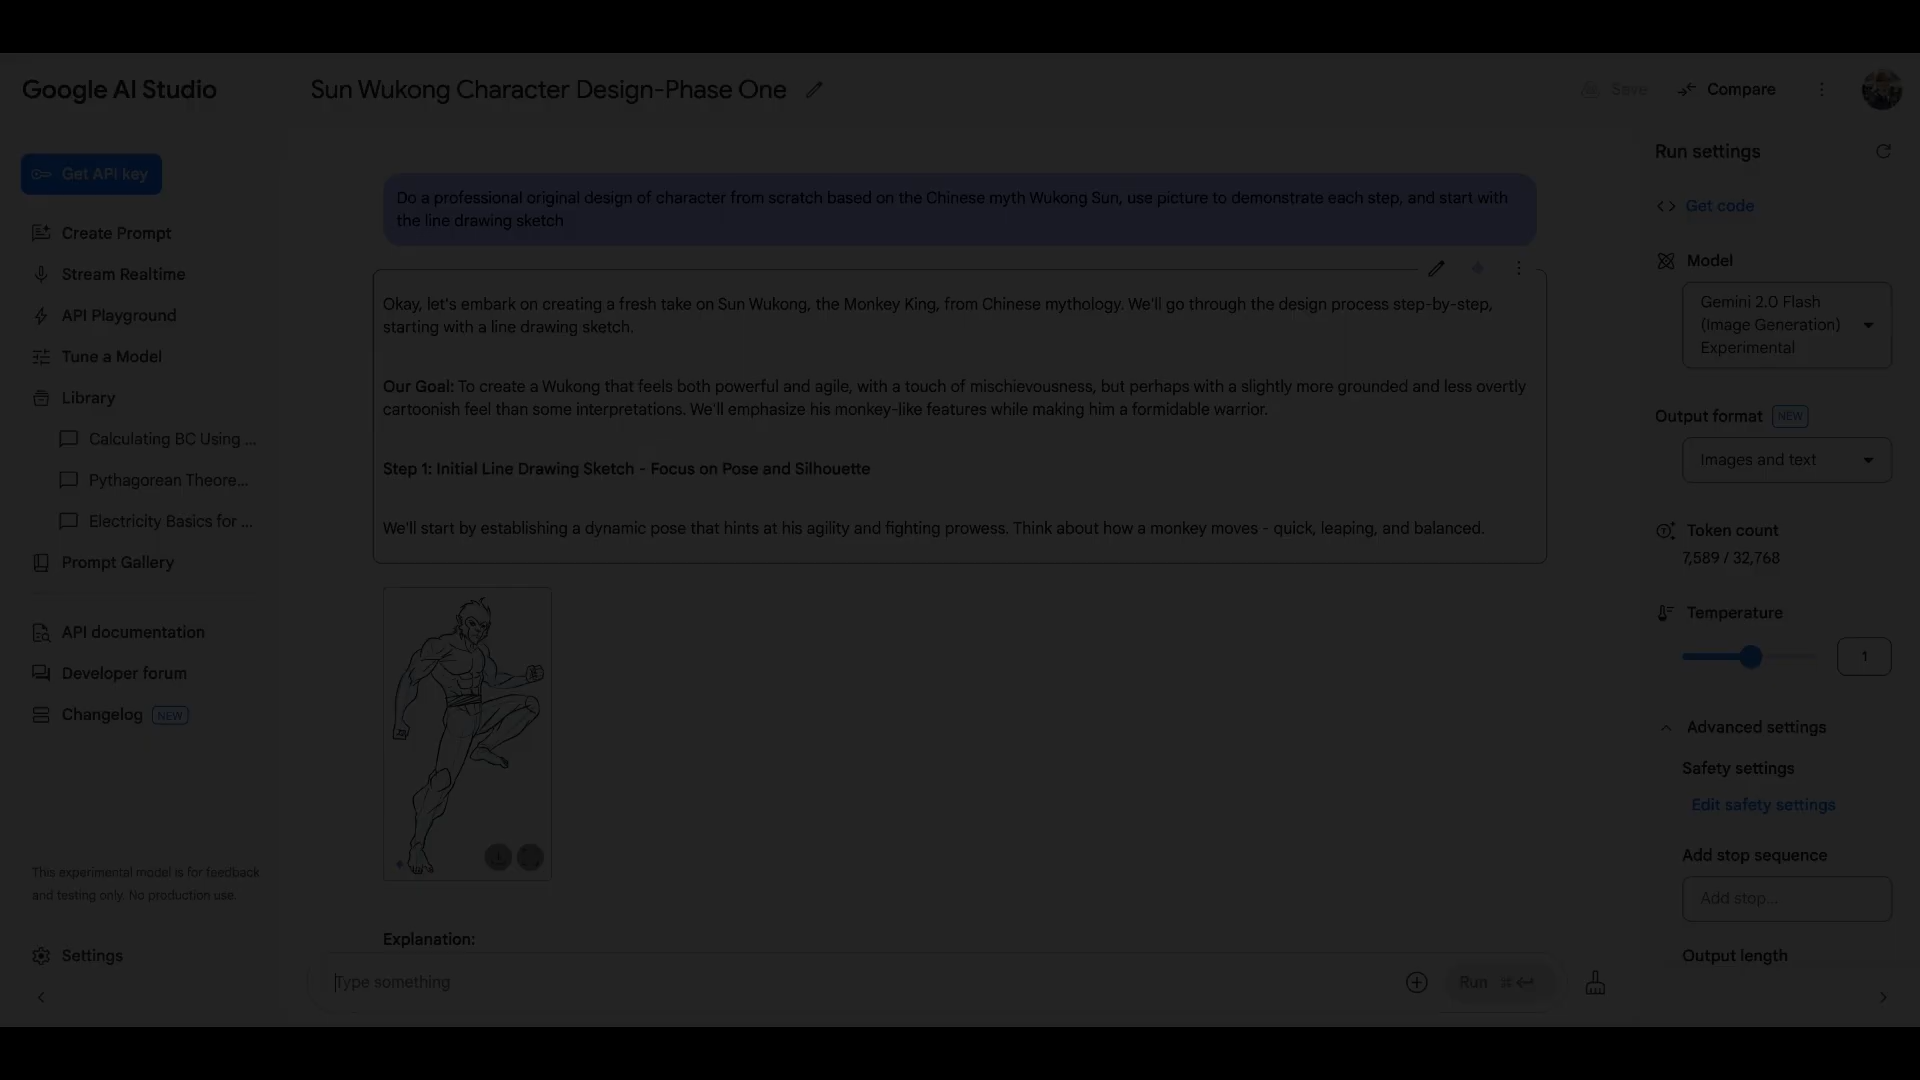 Google AI Studio
Sun Wukong Character Design-Phase One
Save
Compare
Get API key
Create Prompt
Stream Realtime
API Playground
Tune a Model
Library
Calculating BC Using ...
Pythagorean Theore...
Electricity Basics for ...
Prompt Gallery
API documentation
Developer forum
Changelog NEW
This experimental model is for feedback
and testing only. No production use.
Settings
Do a professional original design of character from scratch based on the Chinese myth Wukong Sun, use picture to demonstrate each step, and start with
the line drawing sketch
Okay, let's embark on creating a fresh take on Sun Wukong, the Monkey King, from Chinese mythology. We'll go through the design process step-by-step,
starting with a line drawing sketch.
Our Goal: To create a Wukong that feels both powerful and agile, with a touch of mischievousness, but perhaps with a slightly more grounded and less overtly
cartoonish feel than some interpretations. We'll emphasize his monkey-like features while making him a formidable warrior.
Step 1: Initial Line Drawing Sketch - Focus on Pose and Silhouette
We'll start by establishing a dynamic pose that hints at his agility and fighting prowess. Think about how a monkey moves - quick, leaping, and balanced.
Explanation:
Type something
Run ⌘↩
Run settings
<> Get code
Model
Gemini 2.0 Flash
(Image Generation)
Experimental
Output format NEW
Images and text
Token count
7,589 / 32,768
Temperature
1
Advanced settings
Safety settings
Edit safety settings
Add stop sequence
Add stop...
Output length